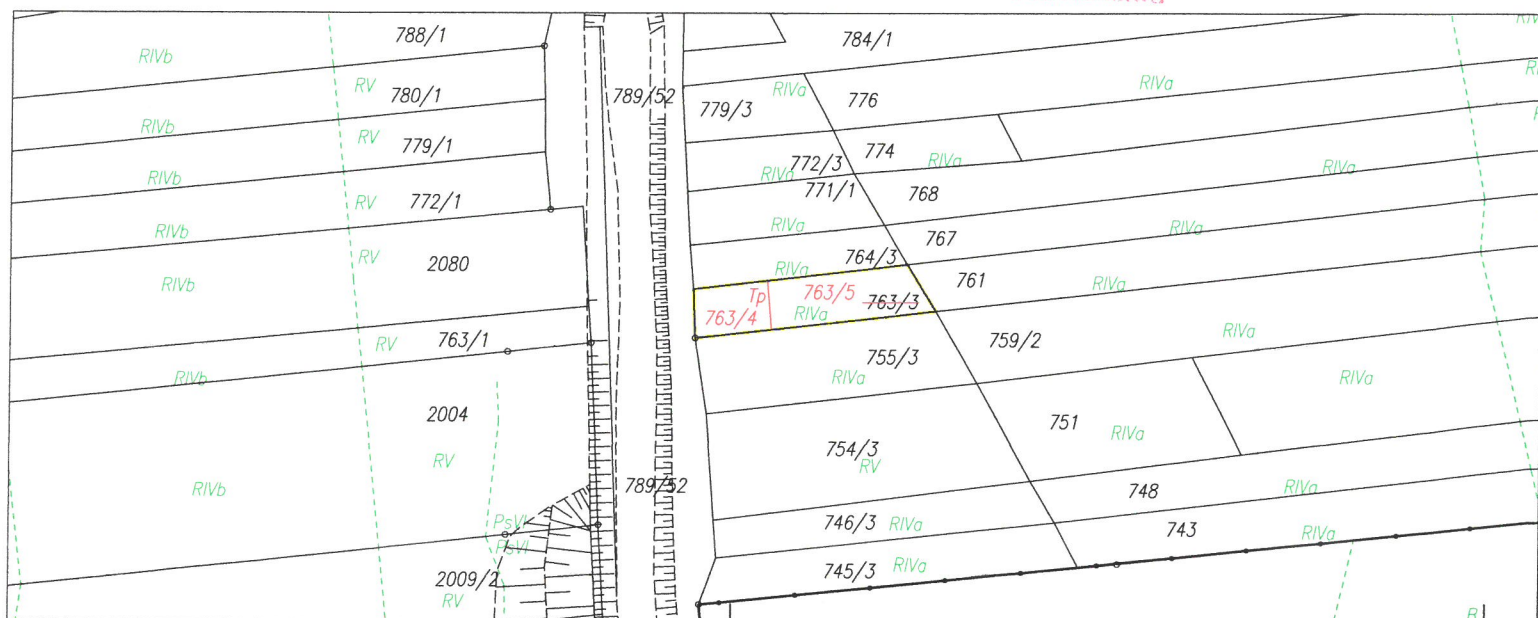 788/1
784/1
RIVb
RV
780/1
789/52
779/3
RIVa
776
RIVa
RIVb
RV
779/1
772/3
774
RIVa
RIVa
RIVb
RV
772/1
771/1
768
RIVa
RIVb
RIVa
767
RIVa
RV
2080
764/3
RIVa
RIVb
Tp
763/5
763/3
761
RIVa
763/4
RIVa
RV
763/1
759/2
RIVa
RIVb
755/3
RIVa
RIVa
2004
751
RIVa
754/3
RV
RV
RIVb
789/52
748
RIVa
PsVI
746/3
RIVa
743
RIVa
PsVI
2009/2
745/3
RIVa
RV